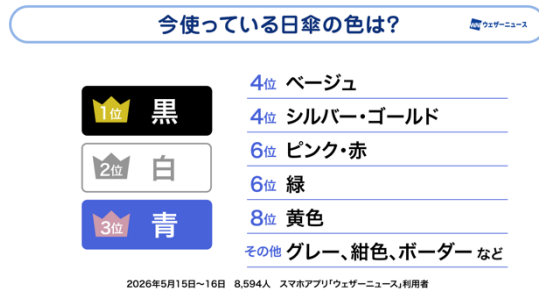 今使っている日傘の色は?
ウェザーニュース
1位 黒
2位 白
3位 青
4位 ベージュ
4位 シルバー・ゴールド
6位 ピンク・赤
6位 緑
8位 黄色
その他 グレー、紺色、ボーダー など
2026年5月15日〜16日 8,594人 スマホアプリ「ウェザーニュース」利用者